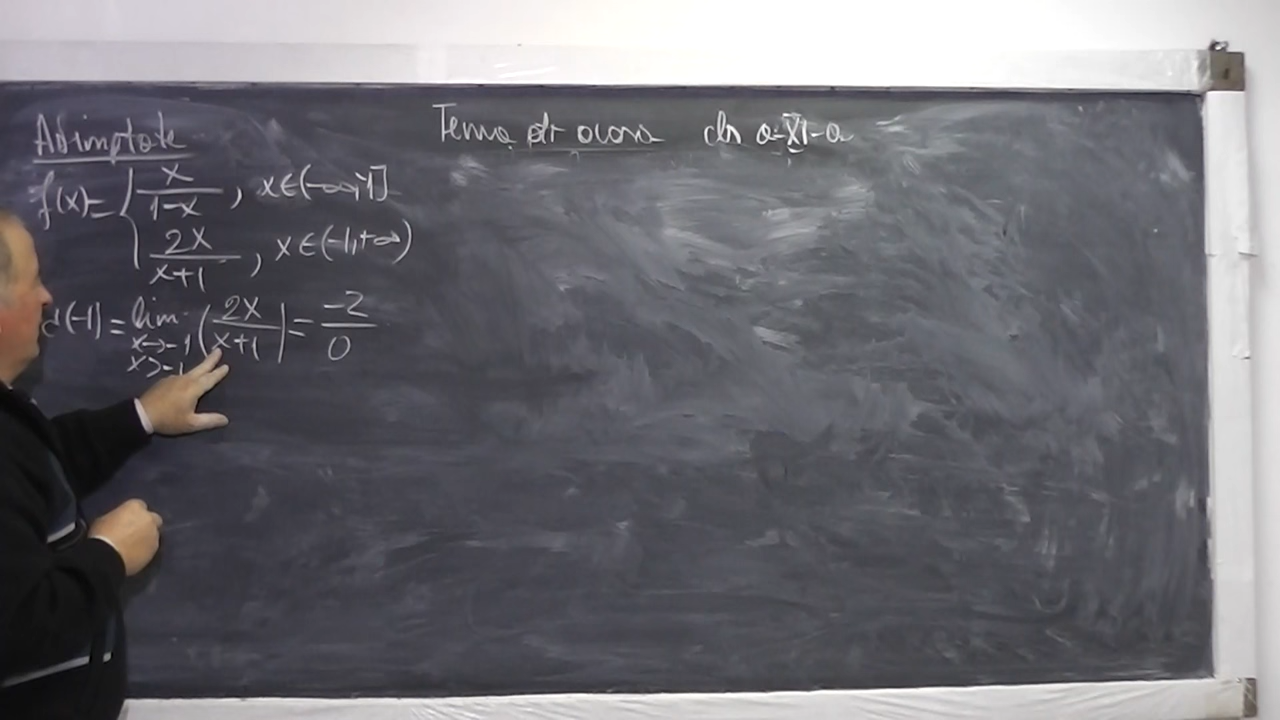 Asimptote
Tema pt acasă cls a-XI-a
f(x)= { x/1-x , x∈(-∞,-1]
2x/x+1 , x∈(-1,+∞)
(-1)= lim x→-1 x>-1 (2x/x+1)= -2/0